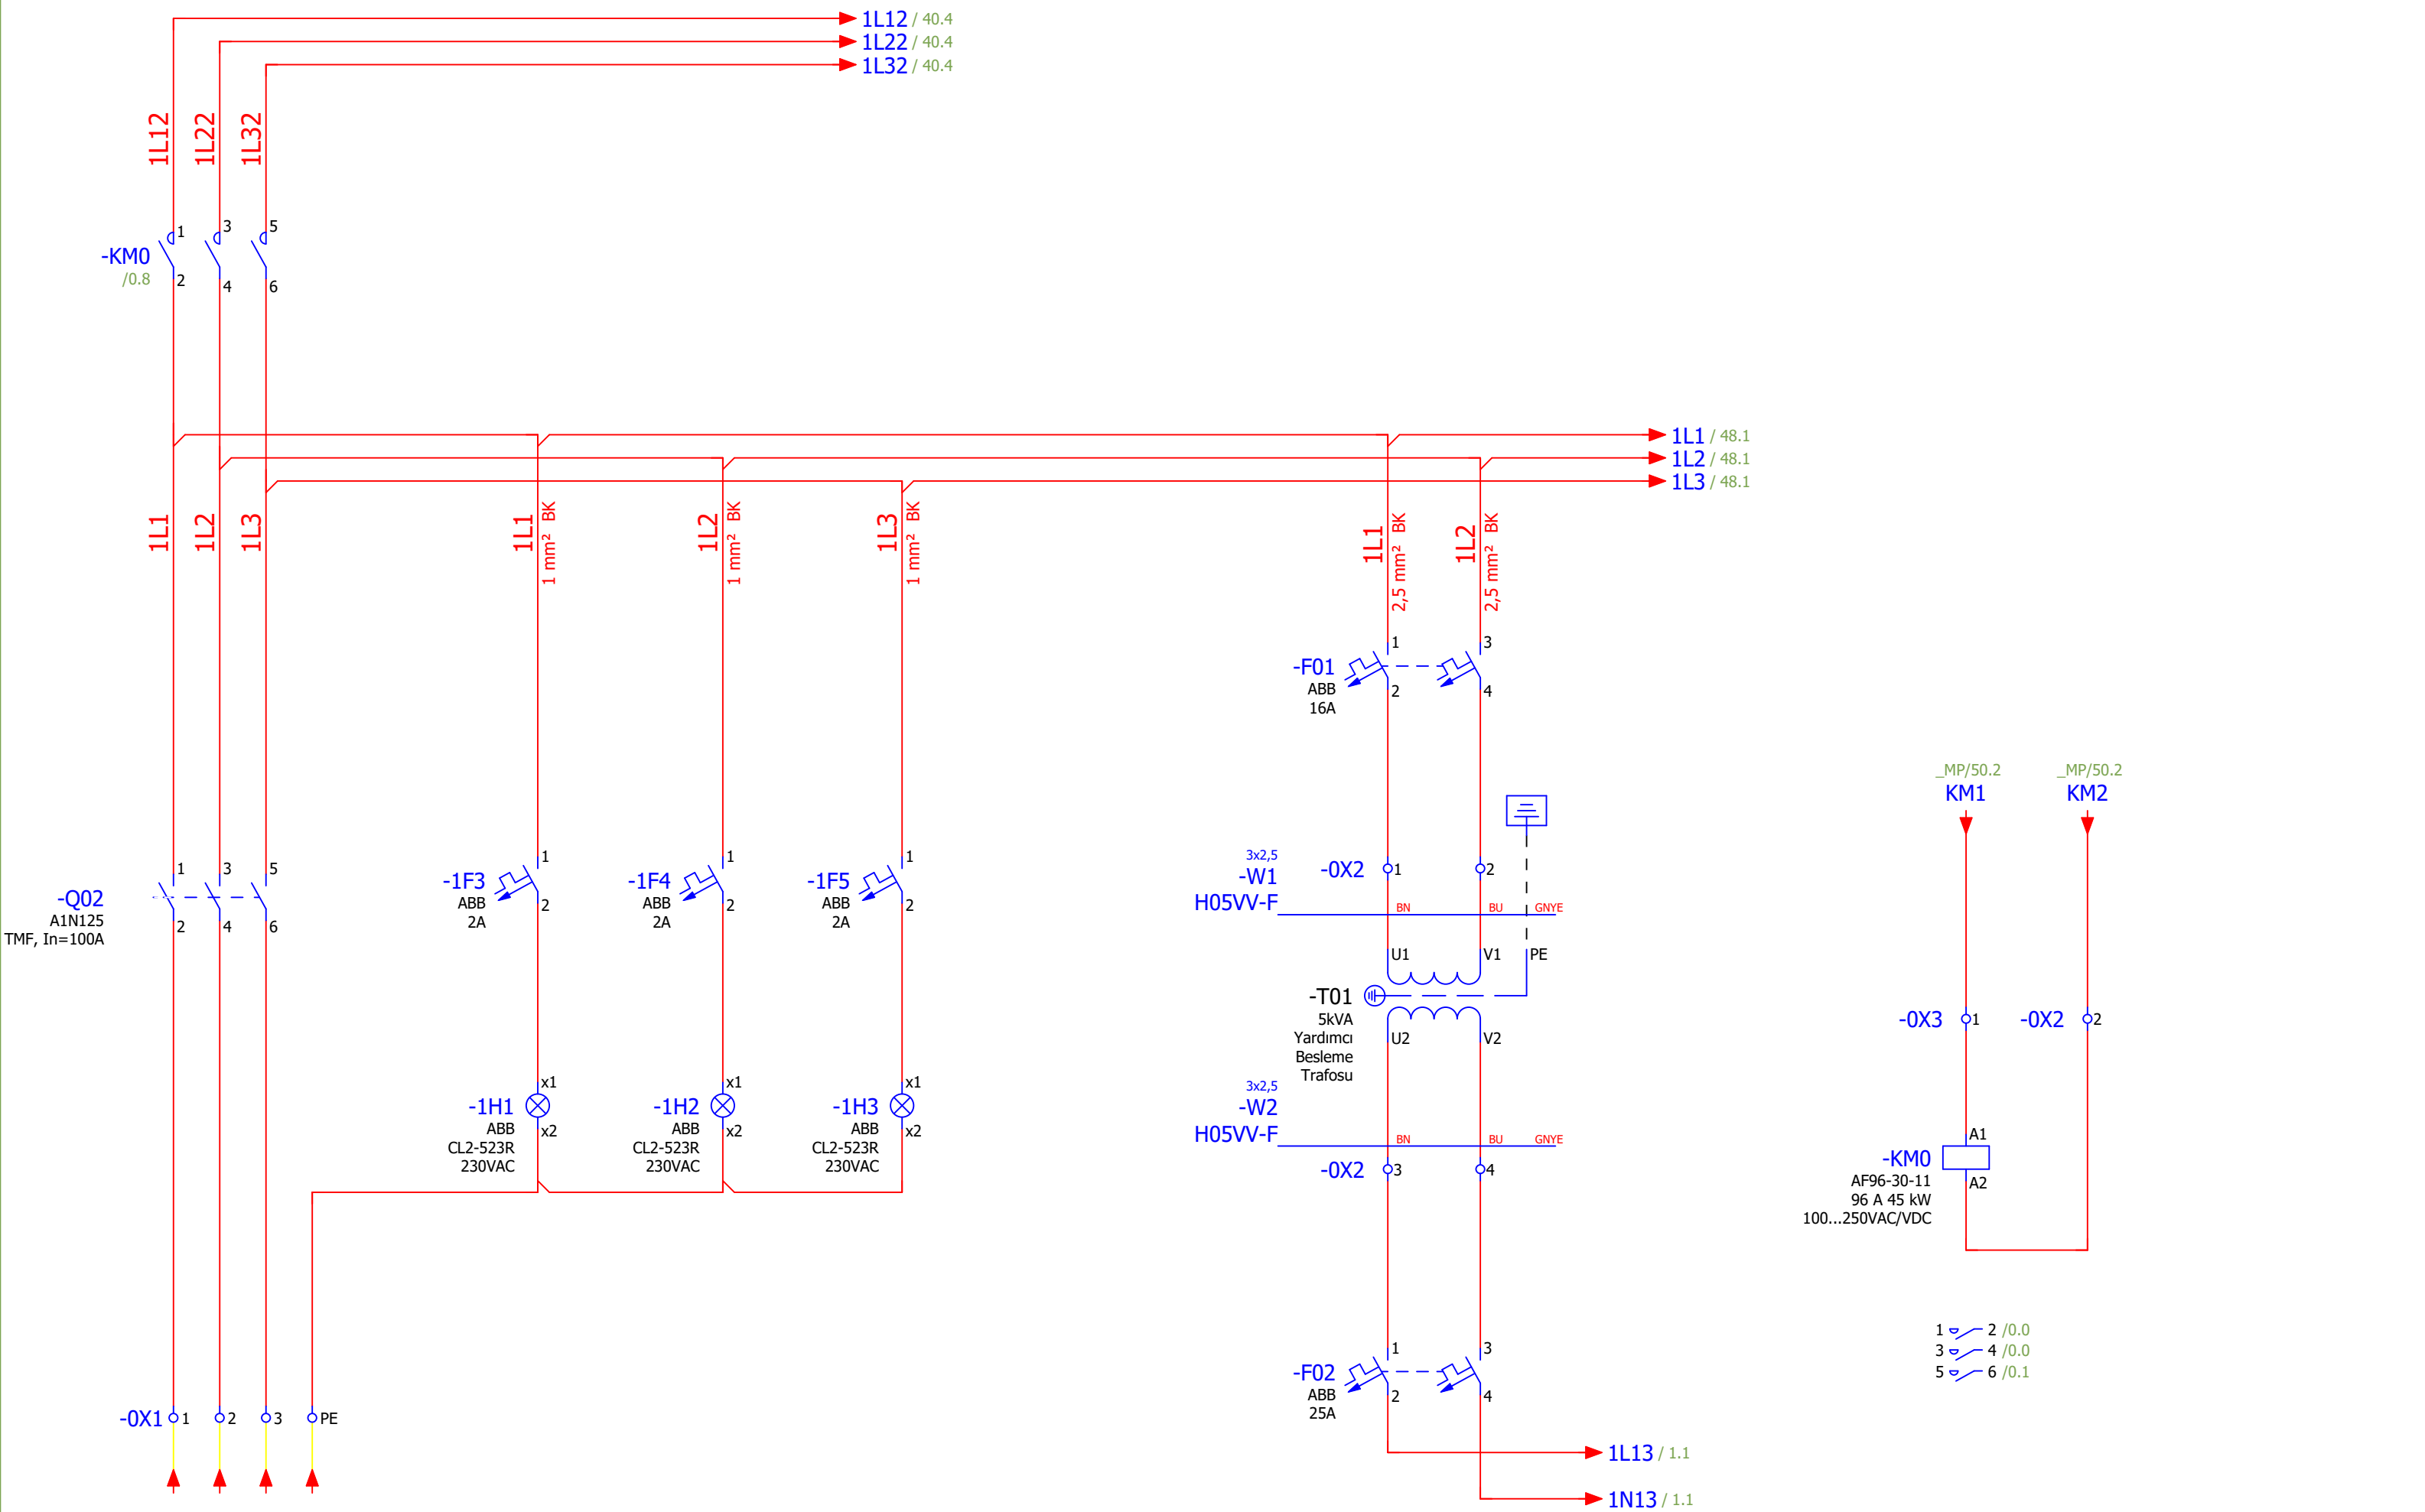 1L12 / 40.4
1L22 / 40.4
1L32 / 40.4
1L12
1L22
1L32
-KM0
/0.8
1
3
5
2
4
6
1L1 / 48.1
1L2 / 48.1
1L3 / 48.1
1L1
1L2
1L3
1L1
1 mm² BK
1L2
1 mm² BK
1L3
1 mm² BK
1L1
2,5 mm² BK
1L2
2,5 mm² BK
-F01
ABB
16A
1
3
2
4
-Q02
A1N125
TMF, In=100A
1
3
5
2
4
6
-1F3
ABB
2A
1
2
-1F4
ABB
2A
1
2
-1F5
ABB
2A
1
2
3x2,5
-W1
H05VV-F
-0X2
1
2
BN
BU
GNYE
U1
V1
PE
-T01
5kVA
Yardımcı
Besleme
Trafosu
U2
V2
3x2,5
-W2
H05VV-F
BN
BU
GNYE
-0X2
3
4
-1H1
ABB
CL2-523R
230VAC
x1
x2
-1H2
ABB
CL2-523R
230VAC
x1
x2
-1H3
ABB
CL2-523R
230VAC
x1
x2
_MP/50.2
KM1
_MP/50.2
KM2
-0X3
1
-0X2
2
-KM0
AF96-30-11
96 A 45 kW
100...250VAC/VDC
A1
A2
1 2 /0.0
3 4 /0.0
5 6 /0.1
-F02
ABB
25A
1
3
2
4
-0X1
1
2
3
PE
1L13 / 1.1
1N13 / 1.1